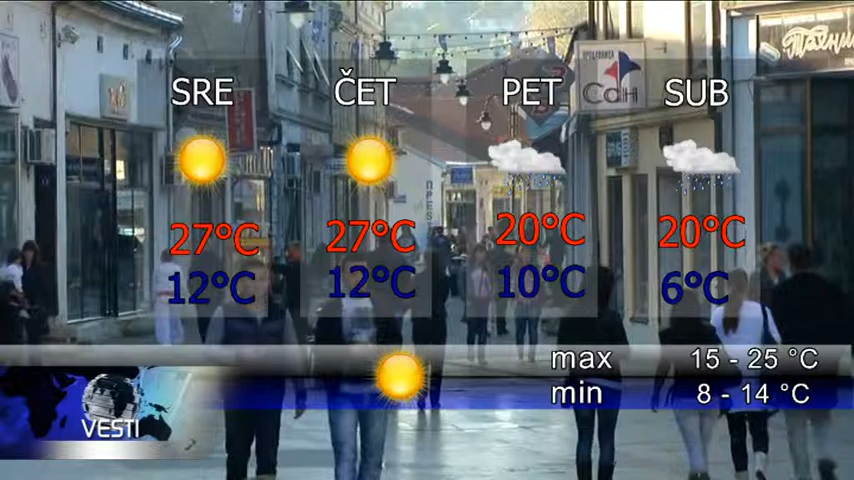 SRE ČET PET SUB
27°C 27°C 20°C 20°C
12°C 12°C 10°C 6°C
max 15 - 25 °C
min 8 - 14 °C
VESTI